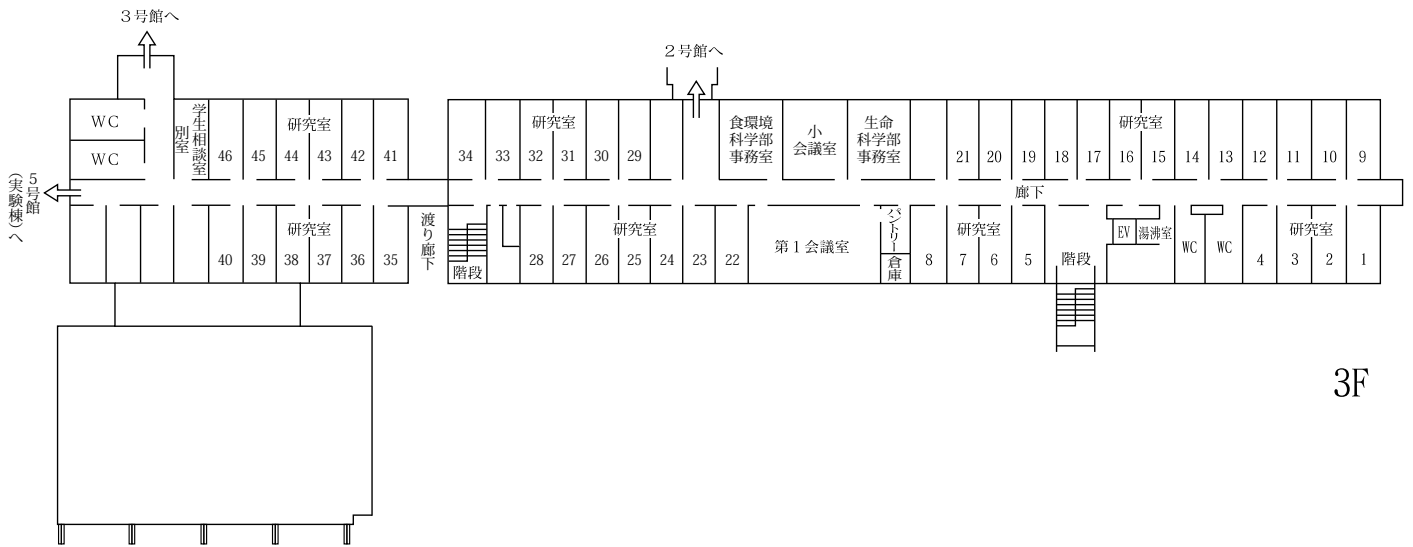 3号館へ
2号館へ
WC
WC
別室
学生相談室
研究室
46
45
44
43
42
41
研究室
34
33
32
31
30
29
食環境
科学部
事務室
小
会議室
生命
科学部
事務室
研究室
21
20
19
18
17
16
15
14
13
12
11
10
9
5号館
(実験棟)へ
廊下
研究室
40
39
38
37
36
35
渡り廊下
階段
研究室
28
27
26
25
24
23
22
第1会議室
パントリー
倉庫
研究室
8
7
6
5
階段
EV
湯沸室
WC
WC
研究室
4
3
2
1
3F